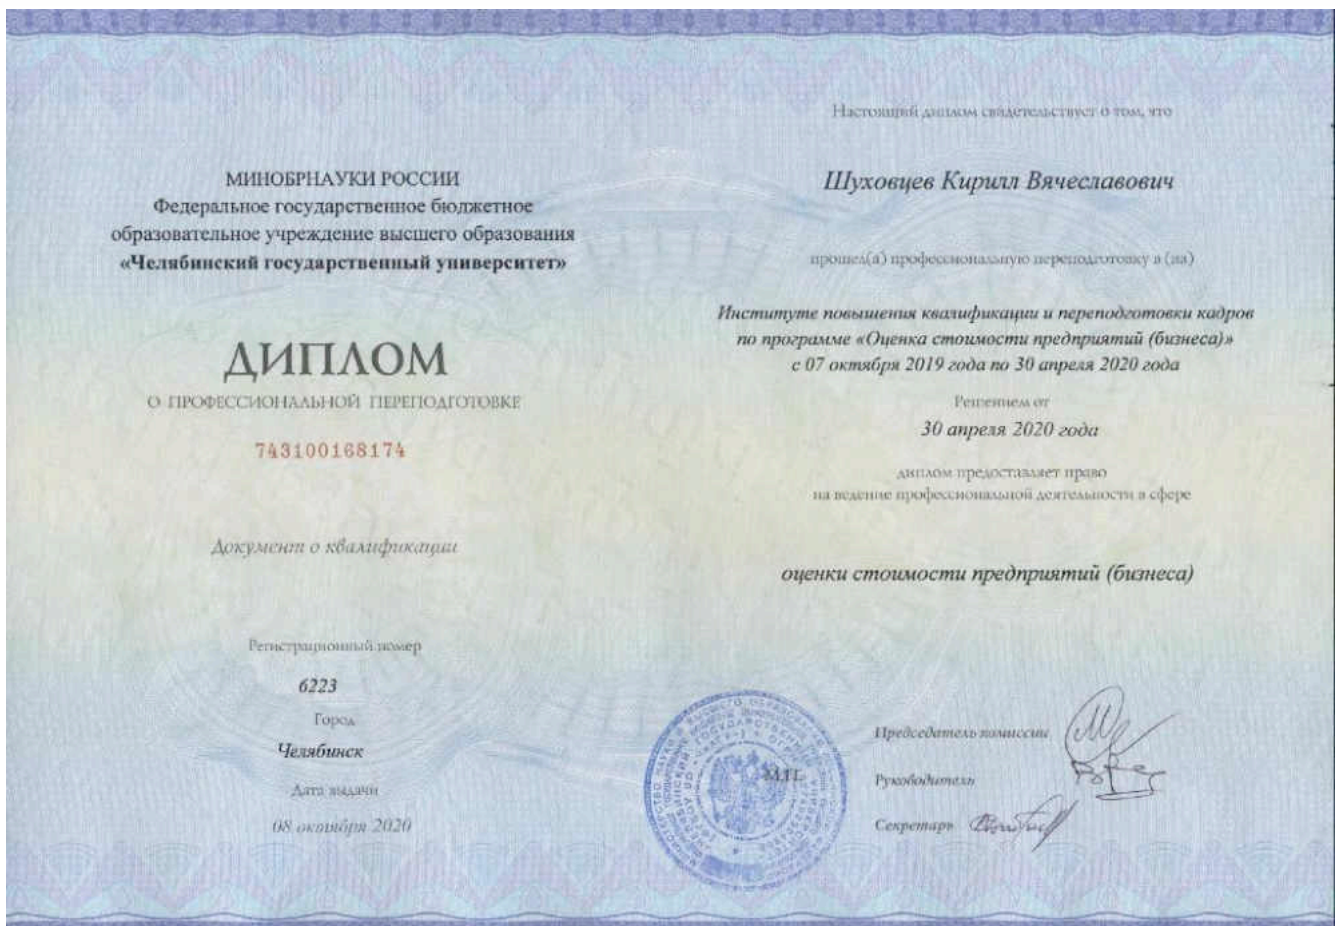 МИНОБРНАУКИ РОССИИ
Федеральное государственное бюджетное
образовательное учреждение высшего образования
«Челябинский государственный университет»
ДИПЛОМ
О ПРОФЕССИОНАЛЬНОЙ ПЕРЕПОДГОТОВКЕ
743100168174
Документ о квалификации
Регистрационный номер
6223
Город
Челябинск
Дата выдачи
08 октября 2020
Настоящий диплом свидетельствует о том, что
Шуховцев Кирилл Вячеславович
прошел(а) профессиональную переподготовку в (на)
Институте повышения квалификации и переподготовки кадров
по программе «Оценка стоимости предприятий (бизнеса)»
с 07 октября 2019 года по 30 апреля 2020 года
Решением от
30 апреля 2020 года
диплом предоставляет право
на ведение профессиональной деятельности в сфере
оценки стоимости предприятий (бизнеса)
М.П.
Председатель комиссии
Руководитель
Секретарь